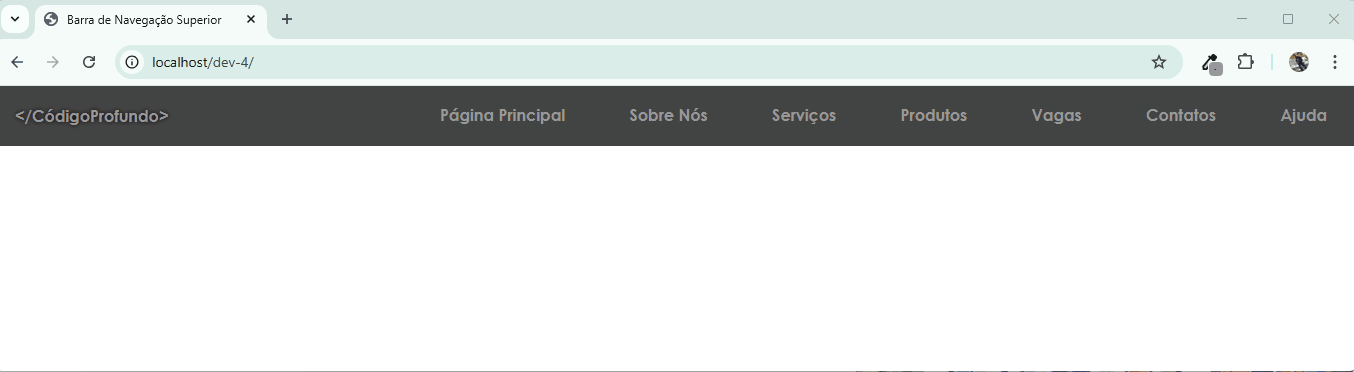 Barra de Navegação Superior
localhost/dev-4/
</CódigoProfundo> Página Principal Sobre Nós Serviços Produtos Vagas Contatos Ajuda